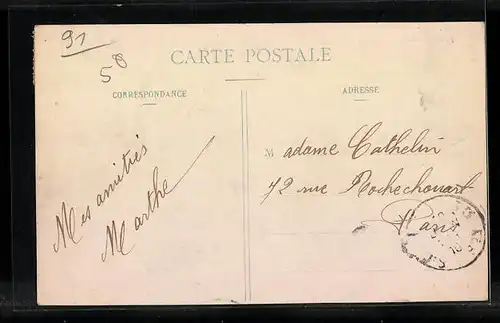 91
58
CARTE POSTALE
CORRESPONDANCE
ADRESSE
Mes amitiés
Marthe
Madame Cathelin
72 rue Rochechouart
Paris